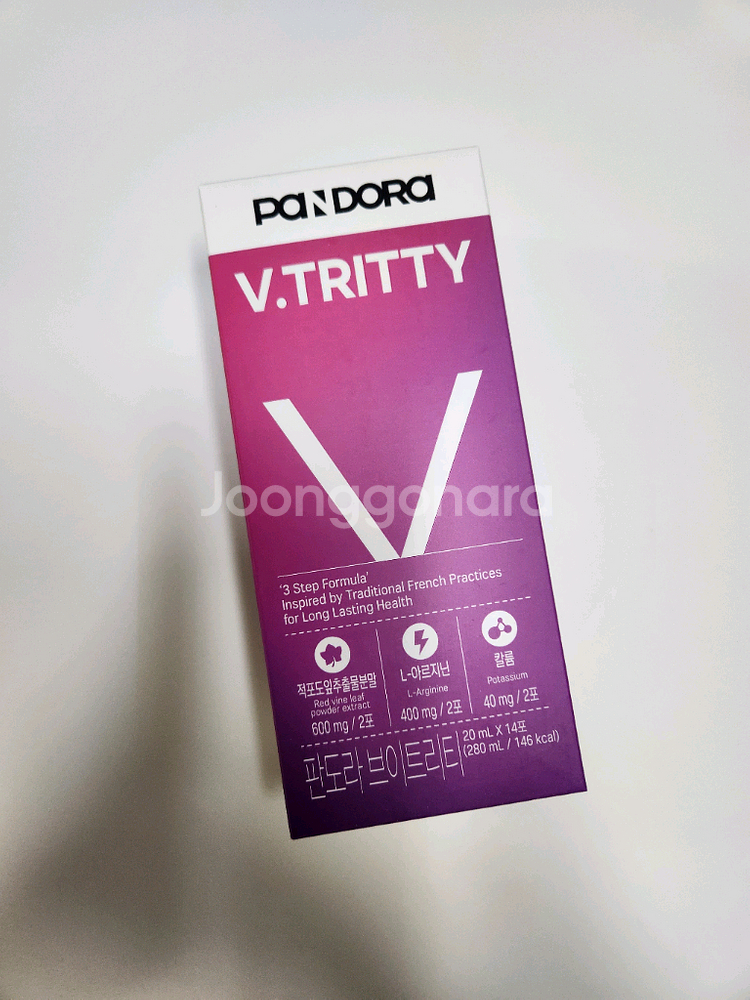 PANDORA
V.TRITTY
V
Joonggonara
'3 Step Formula'
Inspired by Traditional French Practices
for Long Lasting Health
적포도잎추출물분말
Red vine leaf
powder extract
600 mg / 2포
L-아르지닌
L-Arginine
400 mg / 2포
칼륨
Potassium
40 mg / 2포
판도라 브이트리티
20 mL X 14포
(280 mL / 146 kcal)